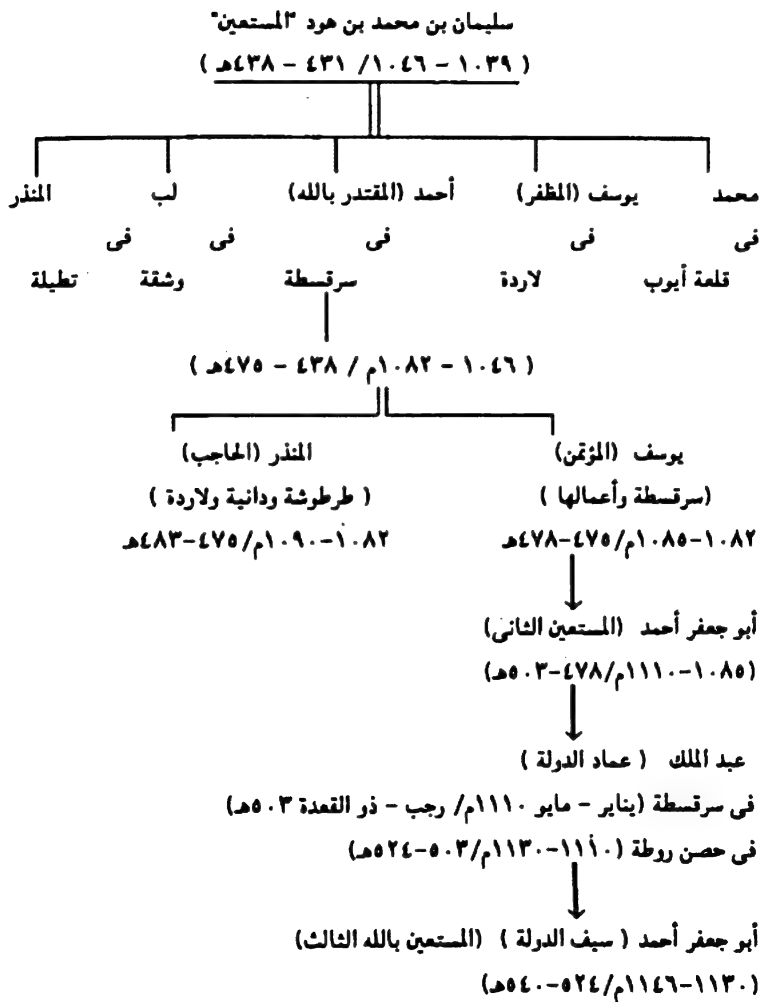 سليمان بن محمد بن هود "المستعين"
( ١٠٣٩ - ١٠٤٦/ ٤٣١ - ٤٣٨هـ )
محمد يوسف (المظفر) أحمد (المقتدر بالله) لب المنذر
فى فى فى فى فى
قلعة أيوب لاردة سرقسطة وشقة تطيلة
( ١٠٤٦ - ١٠٨٢م / ٤٣٨ - ٤٧٥هـ )
يوسف (المؤتمن) المنذر (الحاجب)
(سرقسطة وأعمالها ) ( طرطوشة ودانية ولاردة )
١٠٨٢-١٠٨٥م/٤٧٥-٤٧٨هـ ١٠٨٢-١٠٩٠م/٤٧٥-٤٨٣هـ
أبو جعفر أحمد (المستعين الثانى)
(١٠٨٥-١١١٠م/٤٧٨-٥٠٣هـ)
عبد الملك ( عماد الدولة )
فى سرقسطة (يناير - مايو ١١١٠م/ رجب - ذو القعدة ٥٠٣هـ)
فى حصن روطة (١١١٠-١١٣٠م/٥٠٣-٥٢٤هـ)
أبو جعفر أحمد ( سيف الدولة ) (المستعين بالله الثالث)
(١١٣٠-١١٤٦م/٥٢٤-٥٤٠هـ)